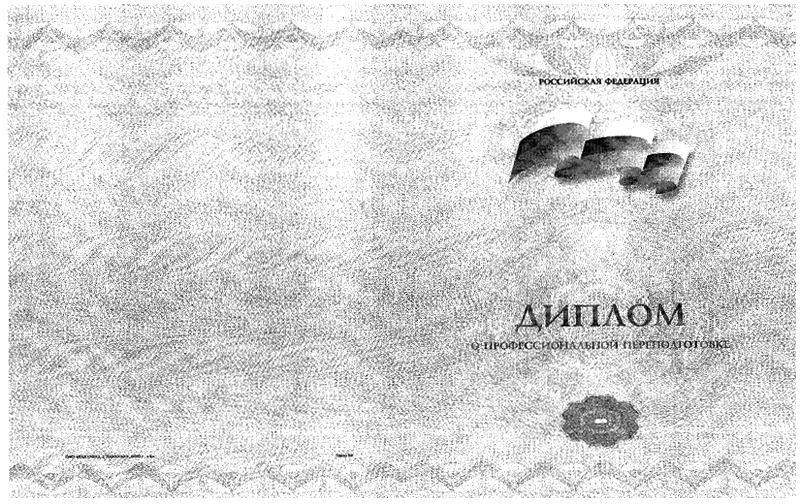 РОССИЙСКАЯ ФЕДЕРАЦИЯ
ДИПЛОМ
О ПРОФЕССИОНАЛЬНОЙ ПЕРЕПОДГОТОВКЕ